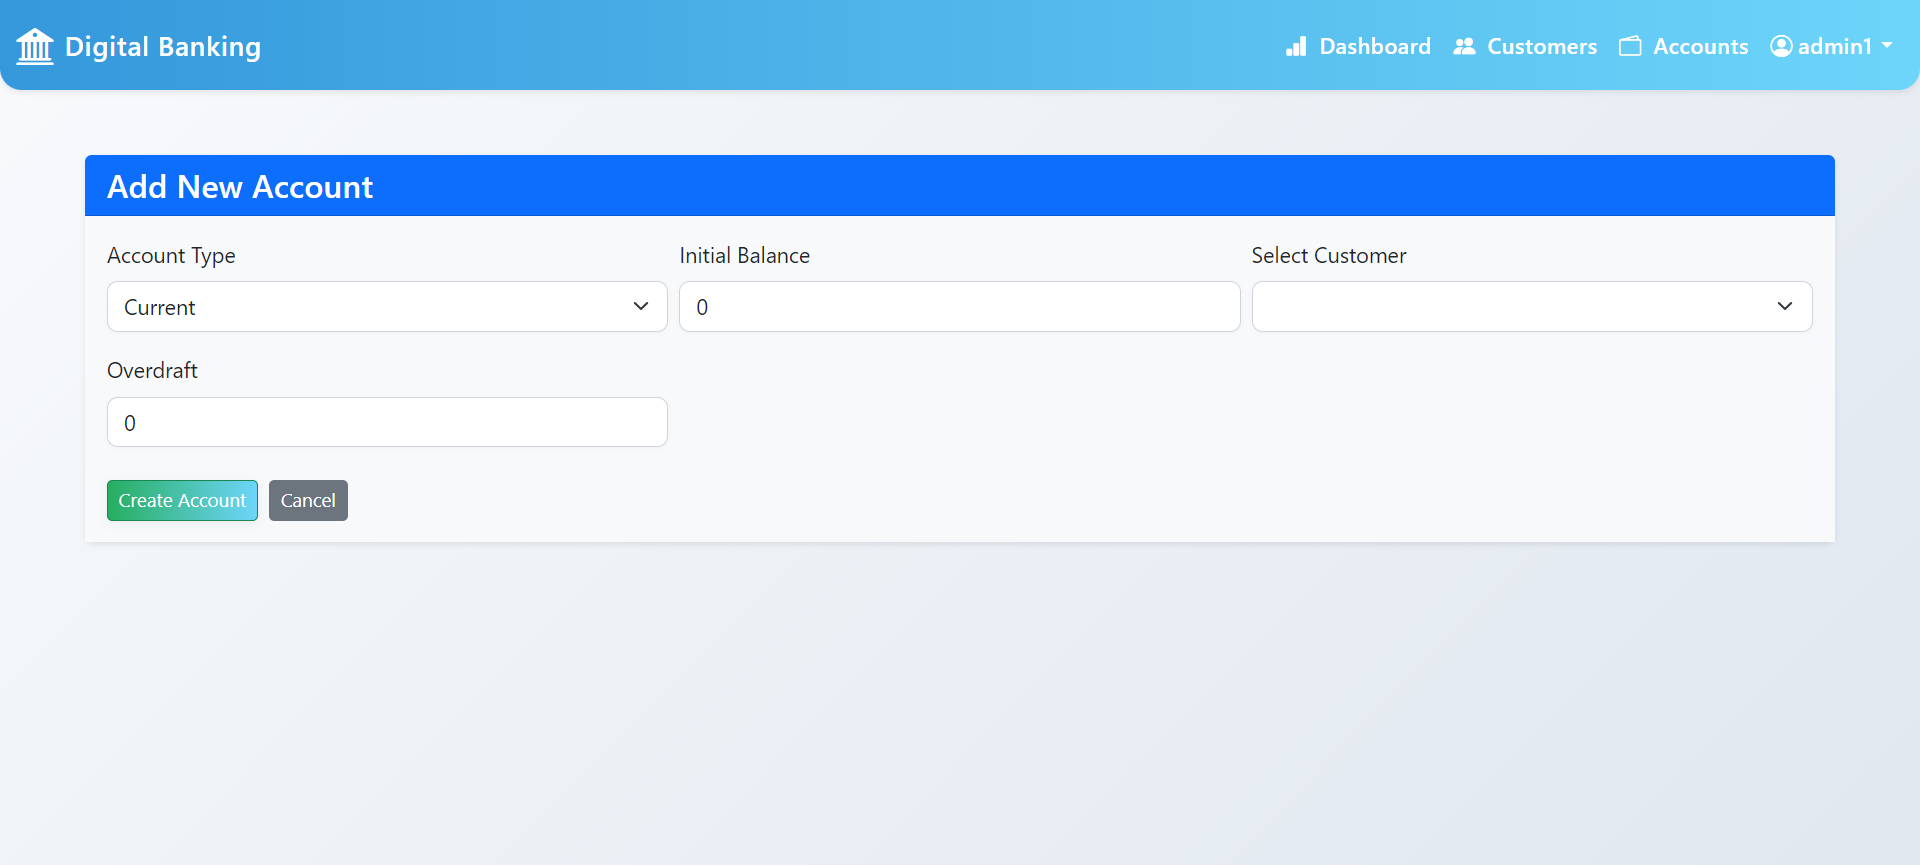 Digital Banking
Dashboard Customers Accounts admin1
Add New Account
Account Type Initial Balance Select Customer
Current 0
Overdraft
0
Create Account Cancel